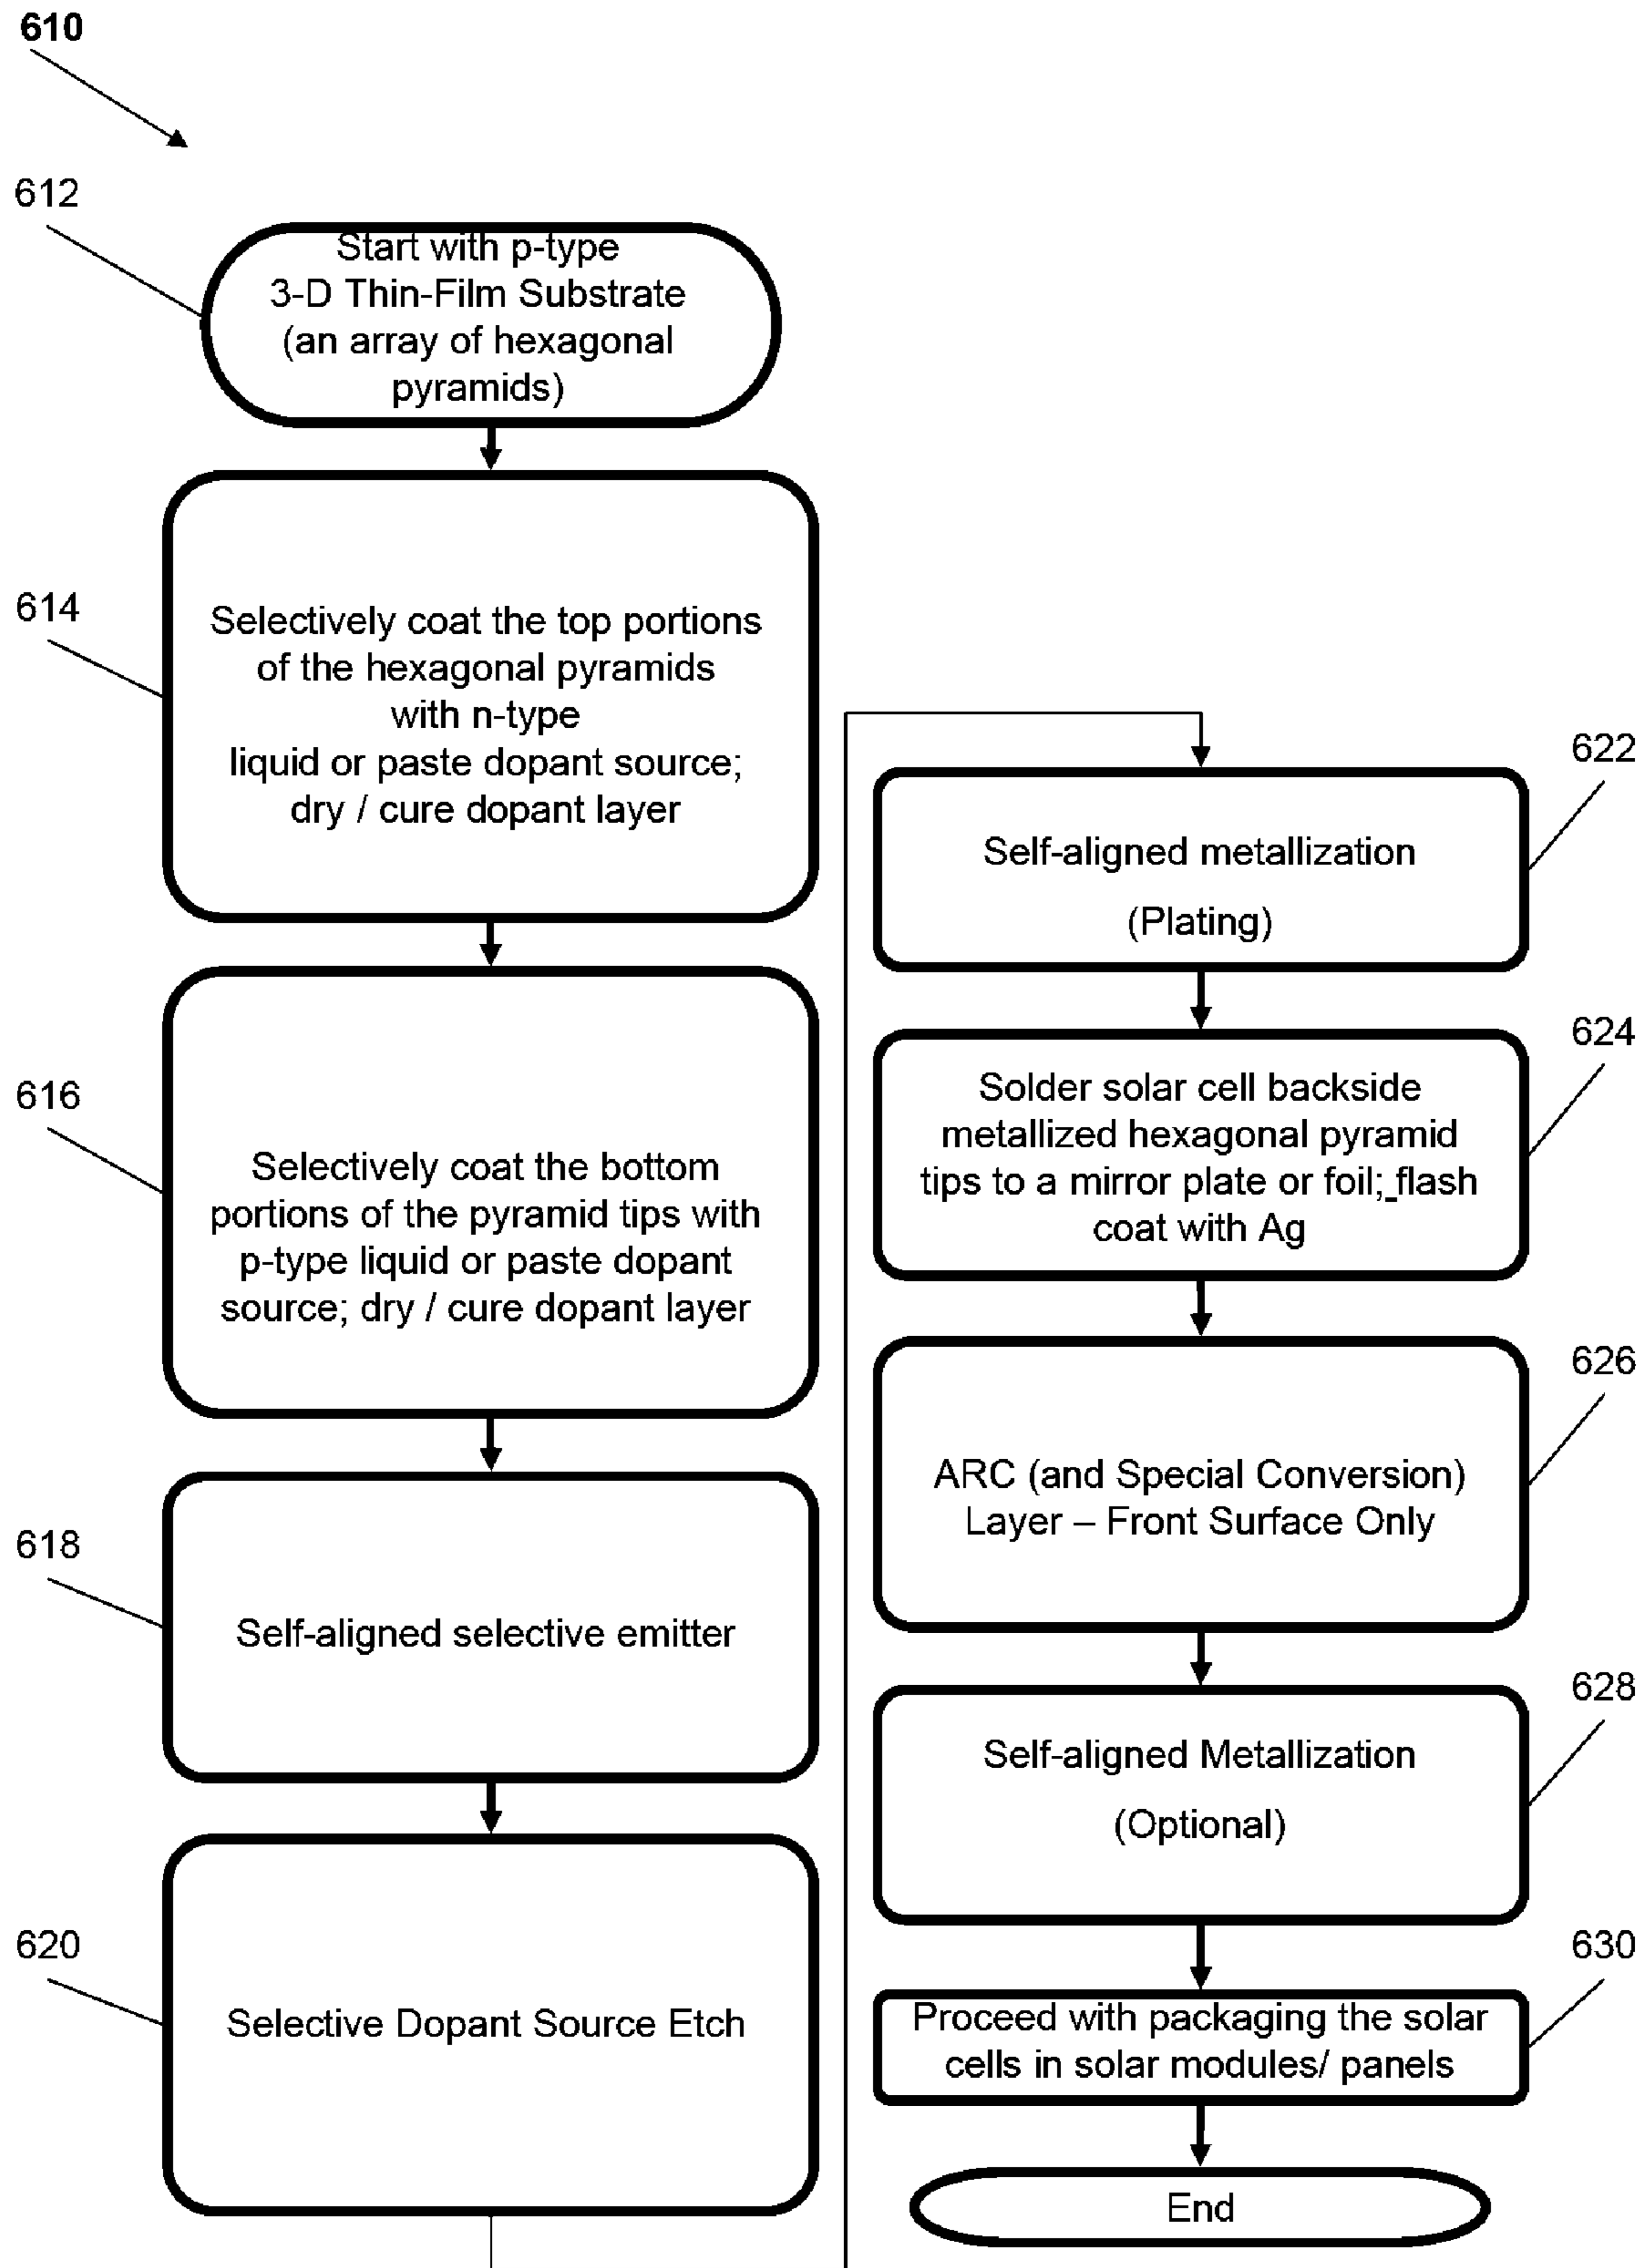 610
612
Start with p-type
3-D Thin-Film Substrate
(an array of hexagonal
pyramids)
614
Selectively coat the top portions
of the hexagonal pyramids
with n-type
liquid or paste dopant source;
dry / cure dopant layer
616
Selectively coat the bottom
portions of the pyramid tips with
p-type liquid or paste dopant
source; dry / cure dopant layer
618
Self-aligned selective emitter
620
Selective Dopant Source Etch
622
Self-aligned metallization
(Plating)
624
Solder solar cell backside
metallized hexagonal pyramid
tips to a mirror plate or foil; flash
coat with Ag
626
ARC (and Special Conversion)
Layer – Front Surface Only
628
Self-aligned Metallization
(Optional)
630
Proceed with packaging the solar
cells in solar modules/ panels
End